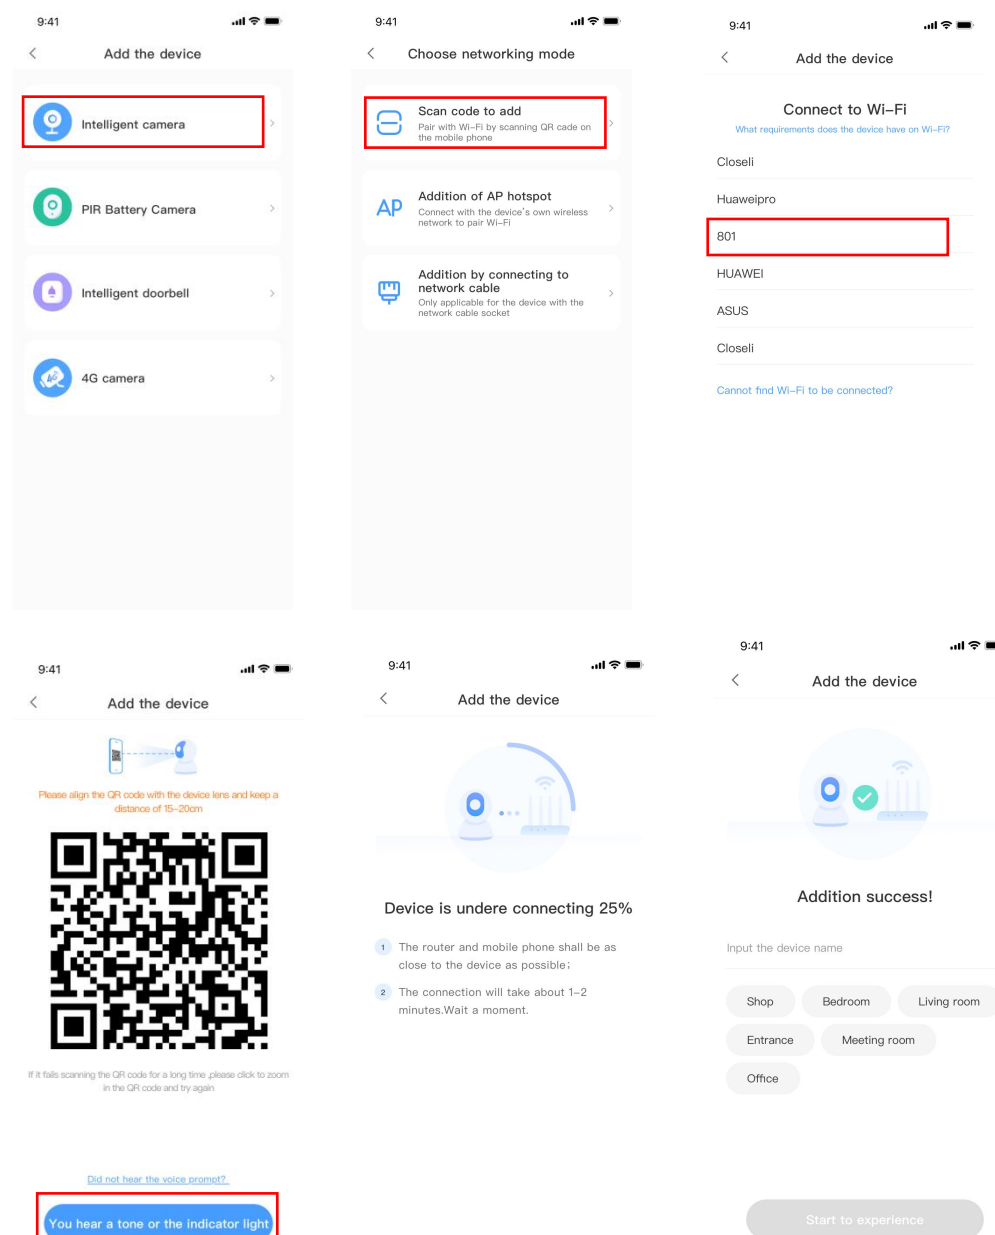 9:41
Add the device
Intelligent camera
PIR Battery Camera
Intelligent doorbell
4G
4G camera
9:41
Choose networking mode
Scan code to add
Pair with Wi-Fi by scanning QR cade on
the mobile phone
AP
Addition of AP hotspot
Connect with the device's own wireless
network to pair Wi-Fi
Addition by connecting to
network cable
Only applicable for the device with the
network cable socket
9:41
Add the device
Connect to Wi-Fi
What requirements does the device have on Wi-Fi?
Closeli
Huaweipro
801
HUAWEI
ASUS
Closeli
Cannot find Wi-Fi to be connected?
9:41
Add the device
Please align the QR code with the device lens and keep a
distance of 15-20cm
If it fails scanning the QR code for a long time ,please click to zoom
in the QR code and try again
Did not hear the voice prompt?
You hear a tone or the indicator light
9:41
Add the device
Device is undere connecting 25%
1 The router and mobile phone shall be as
close to the device as possible;
2 The connection will take about 1-2
minutes.Wait a moment.
9:41
Add the device
Addition success!
Input the device name
Shop Bedroom Living room
Entrance Meeting room
Office
Start to experience